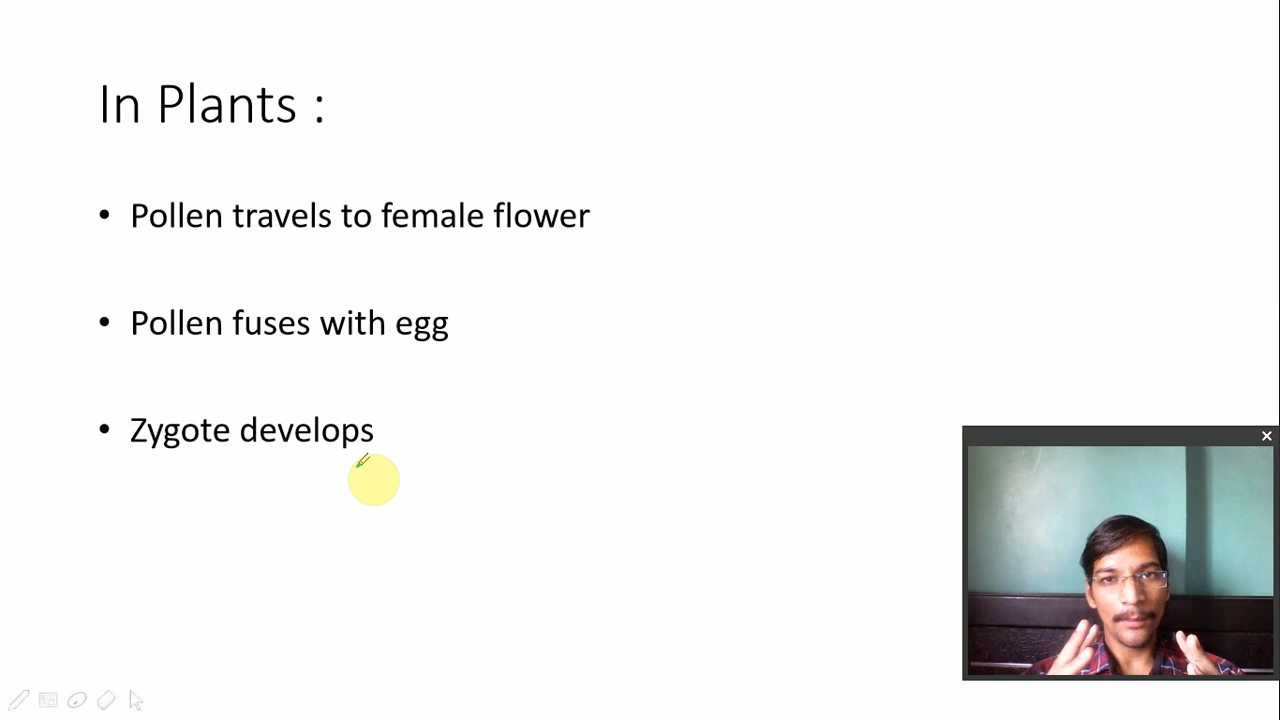 In Plants :
• Pollen travels to female flower
• Pollen fuses with egg
• Zygote develops